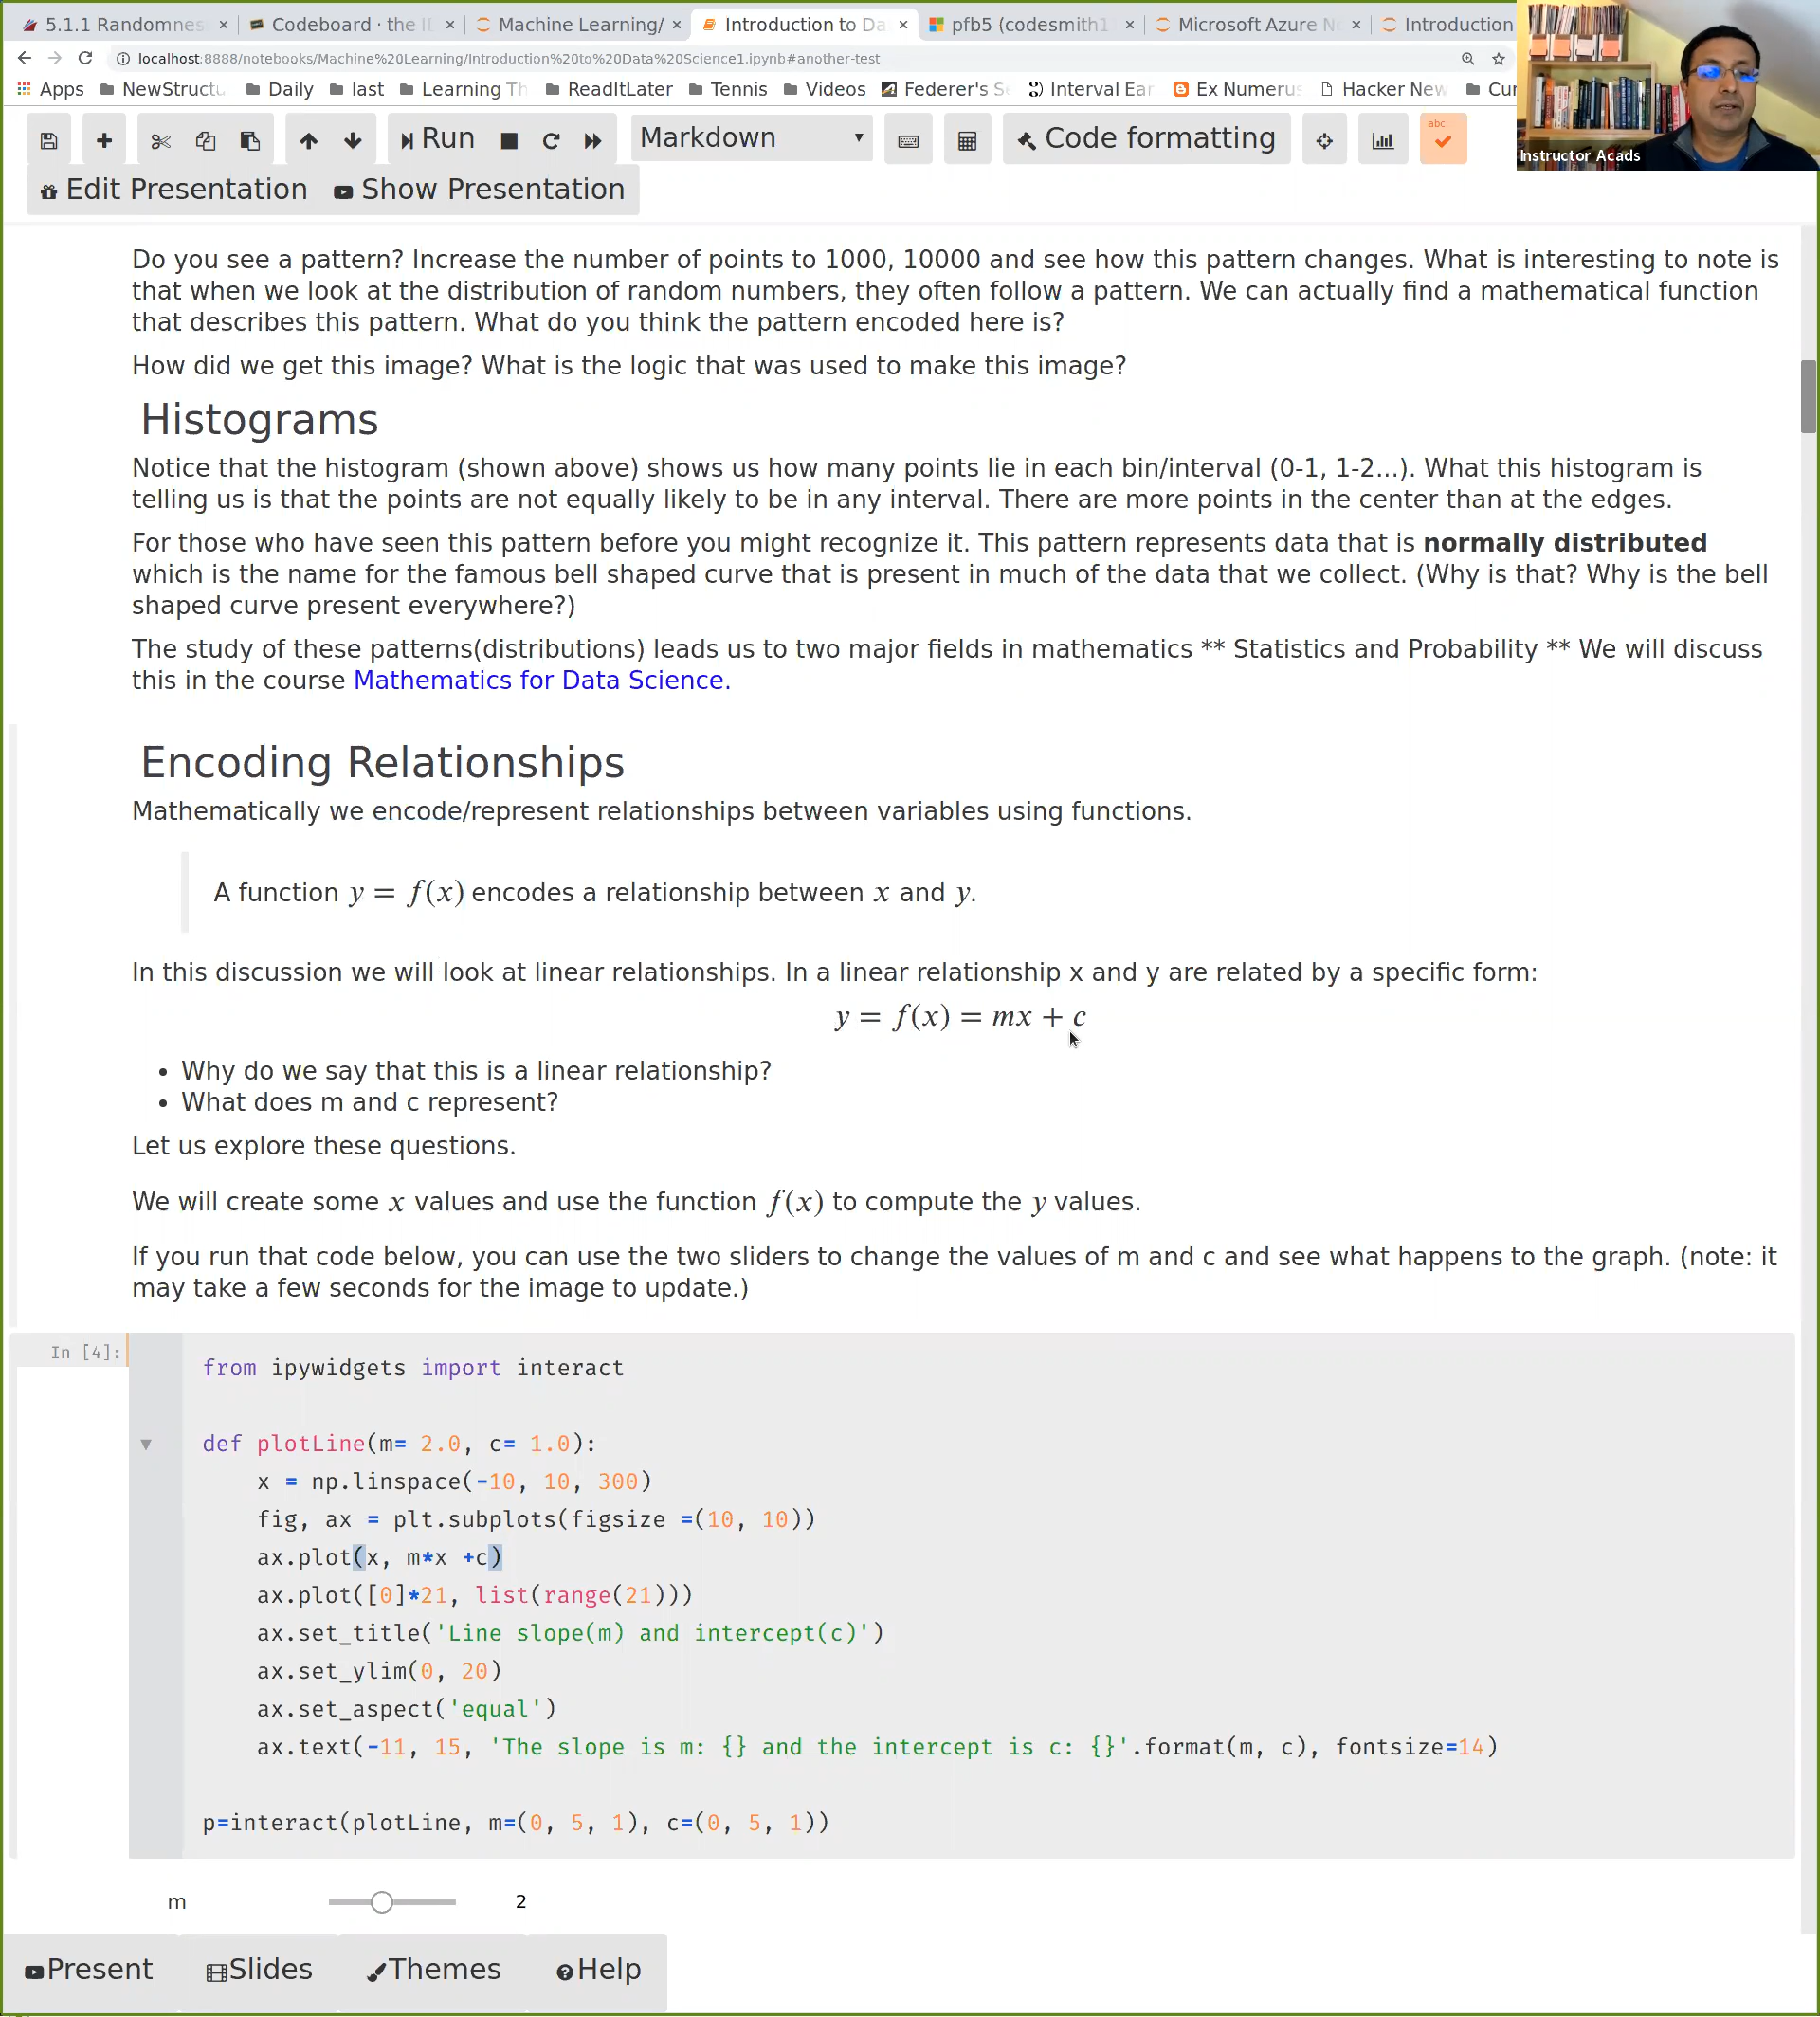 5.1.1 Randomnes
Codeboard · the I
Machine Learning/
Introduction to Da
pfb5 (codesmith1
Microsoft Azure N
Introduction
localhost:8888/notebooks/Machine%20Learning/Introduction%20to%20Data%20Science1.ipynb#another-test
Apps NewStructu Daily last Learning Th ReadItLater Tennis Videos Federer's S Interval Ear Ex Numerus Hacker New Cur
Run Markdown Code formatting abc
Instructor Acads
Edit Presentation Show Presentation
Do you see a pattern? Increase the number of points to 1000, 10000 and see how this pattern changes. What is interesting to note is
that when we look at the distribution of random numbers, they often follow a pattern. We can actually find a mathematical function
that describes this pattern. What do you think the pattern encoded here is?
How did we get this image? What is the logic that was used to make this image?
Histograms
Notice that the histogram (shown above) shows us how many points lie in each bin/interval (0-1, 1-2...). What this histogram is
telling us is that the points are not equally likely to be in any interval. There are more points in the center than at the edges.
For those who have seen this pattern before you might recognize it. This pattern represents data that is normally distributed
which is the name for the famous bell shaped curve that is present in much of the data that we collect. (Why is that? Why is the bell
shaped curve present everywhere?)
The study of these patterns(distributions) leads us to two major fields in mathematics ** Statistics and Probability ** We will discuss
this in the course Mathematics for Data Science.
Encoding Relationships
Mathematically we encode/represent relationships between variables using functions.
A function y = f(x) encodes a relationship between x and y.
In this discussion we will look at linear relationships. In a linear relationship x and y are related by a specific form:
y = f(x) = mx + c
• Why do we say that this is a linear relationship?
• What does m and c represent?
Let us explore these questions.
We will create some x values and use the function f(x) to compute the y values.
If you run that code below, you can use the two sliders to change the values of m and c and see what happens to the graph. (note: it
may take a few seconds for the image to update.)
In [4]:
from ipywidgets import interact
def plotLine(m= 2.0, c= 1.0):
x = np.linspace(-10, 10, 300)
fig, ax = plt.subplots(figsize =(10, 10))
ax.plot(x, m*x +c)
ax.plot([0]*21, list(range(21)))
ax.set_title('Line slope(m) and intercept(c)')
ax.set_ylim(0, 20)
ax.set_aspect('equal')
ax.text(-11, 15, 'The slope is m: {} and the intercept is c: {}'.format(m, c), fontsize=14)
p=interact(plotLine, m=(0, 5, 1), c=(0, 5, 1))
m 2
Present Slides Themes Help